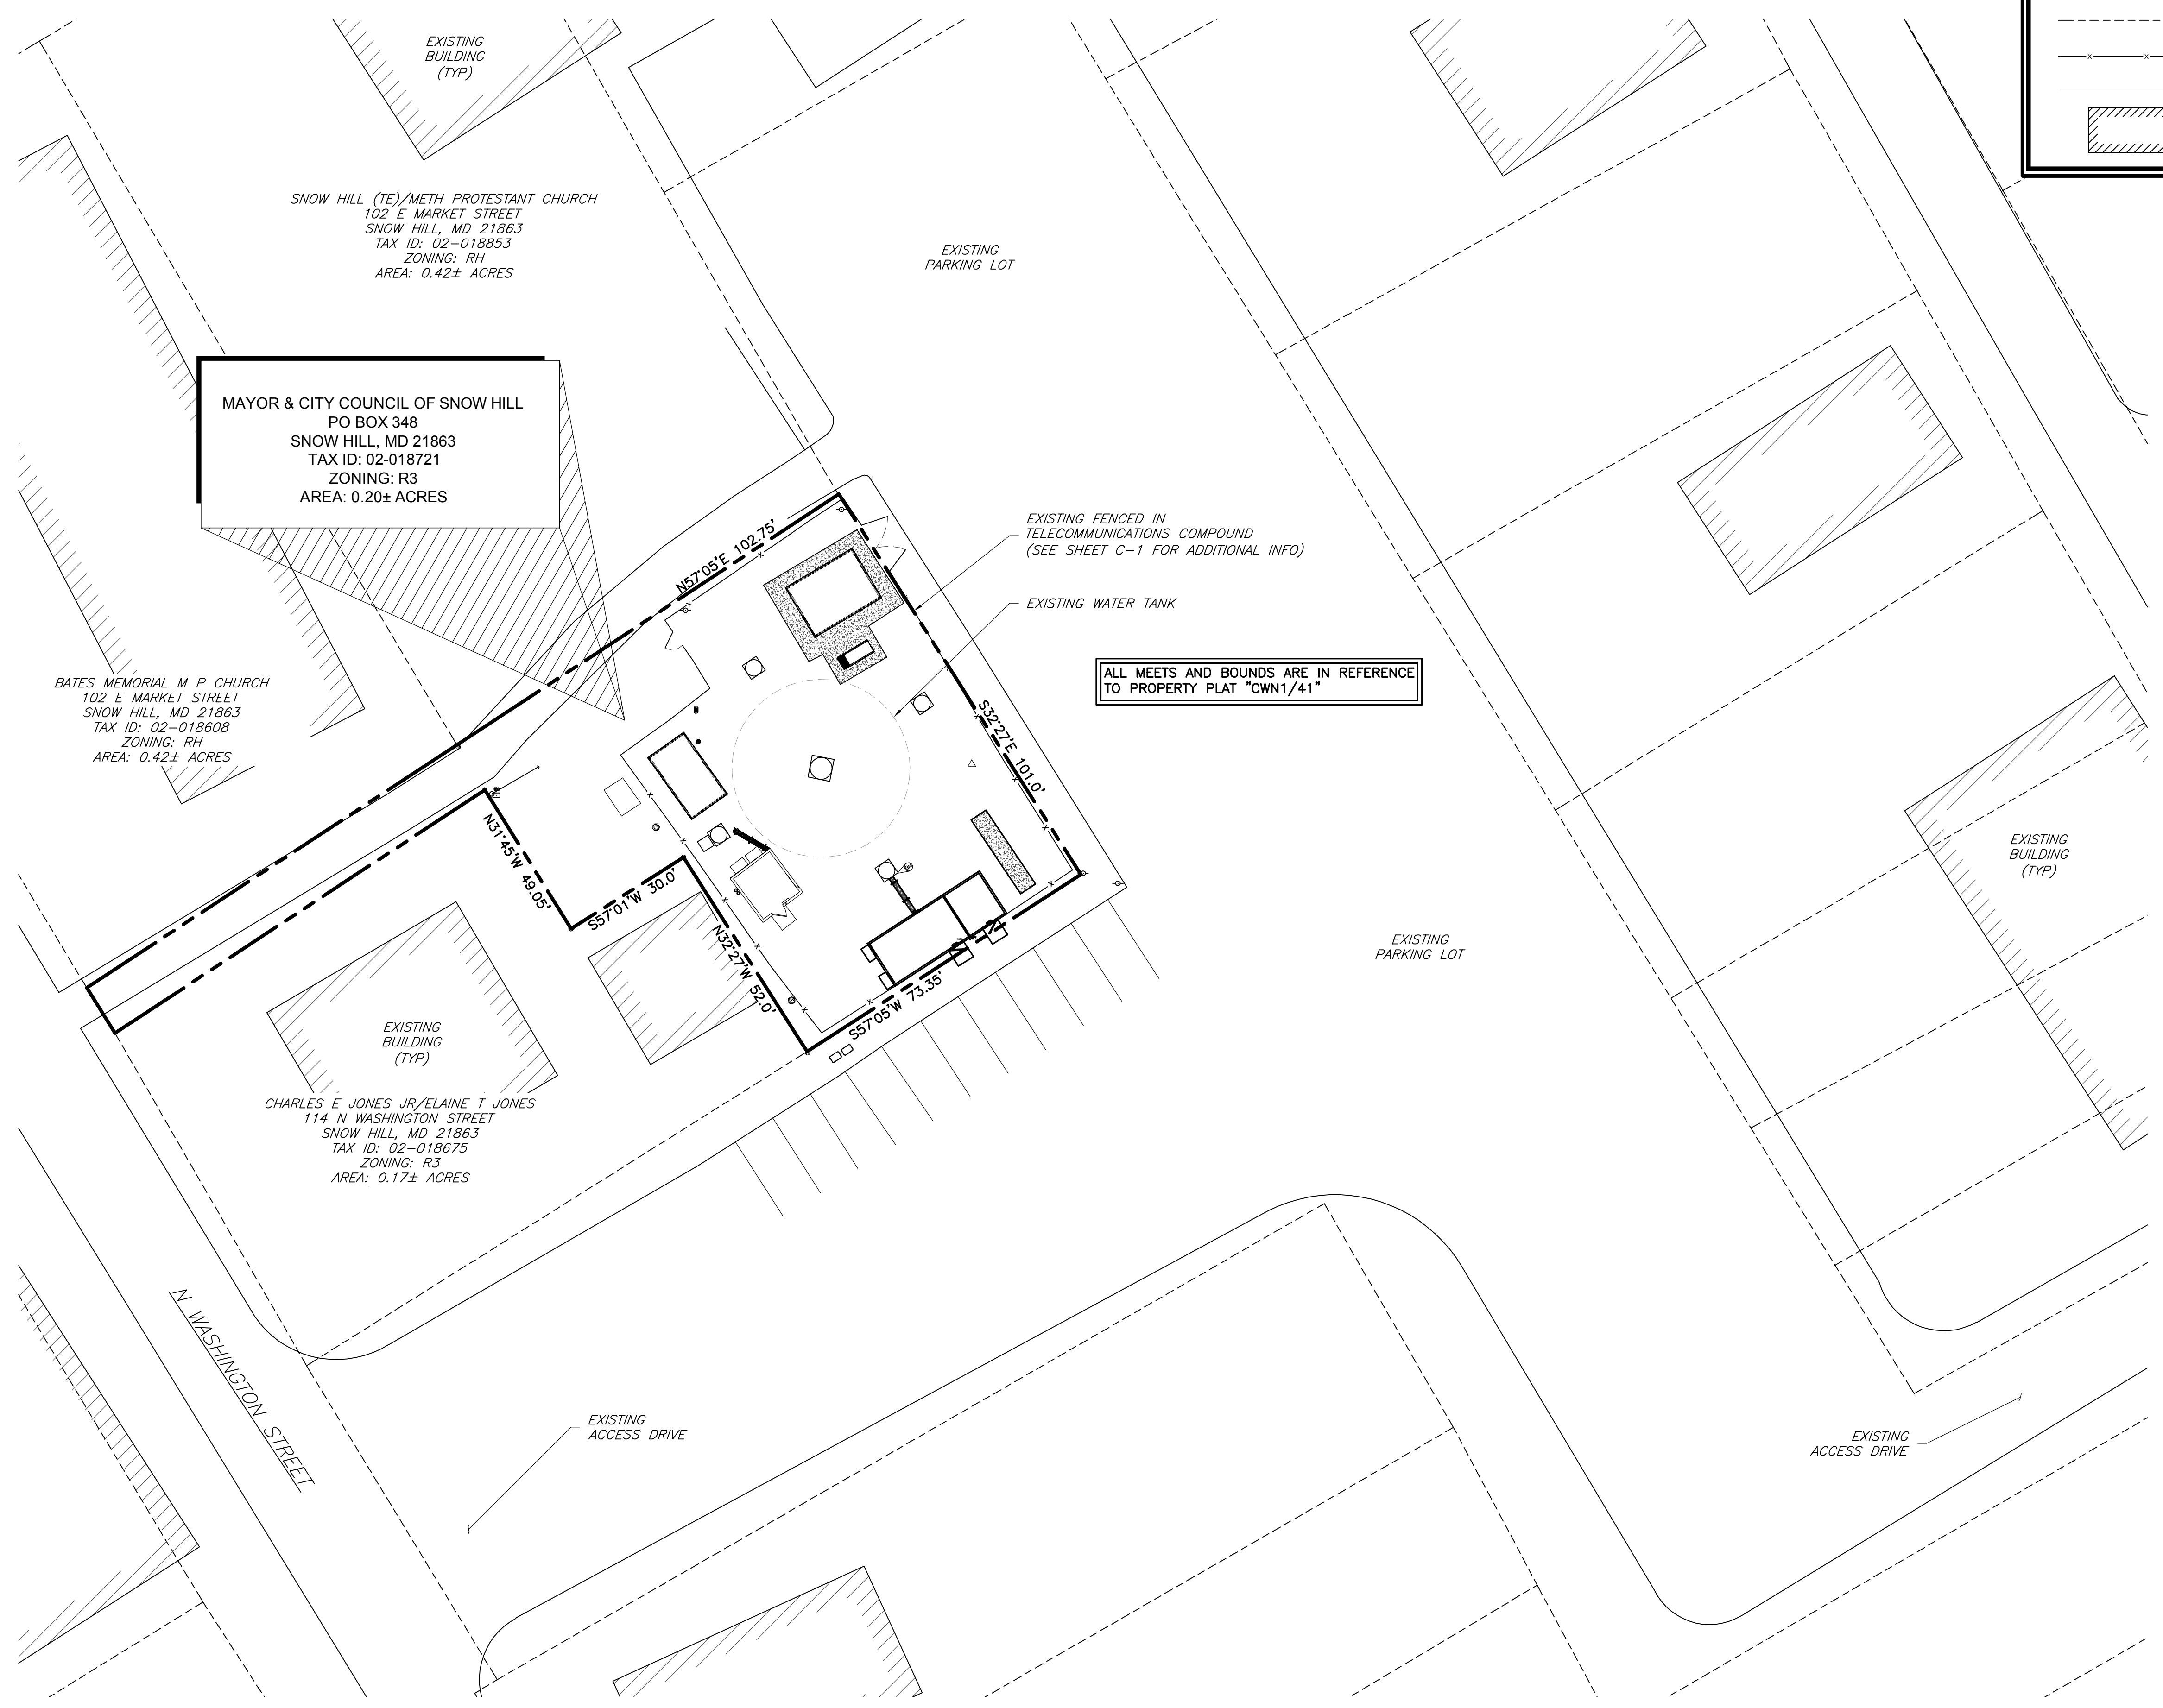 EXISTING
BUILDING
(TYP)
SNOW HILL (TE)/METH PROTESTANT CHURCH
102 E MARKET STREET
SNOW HILL, MD 21863
TAX ID: 02-018853
ZONING: RH
AREA: 0.42± ACRES
EXISTING
PARKING LOT
MAYOR & CITY COUNCIL OF SNOW HILL
PO BOX 348
SNOW HILL, MD 21863
TAX ID: 02-018721
ZONING: R3
AREA: 0.20± ACRES
N57°05'E 102.75'
EXISTING FENCED IN
TELECOMMUNICATIONS COMPOUND
(SEE SHEET C-1 FOR ADDITIONAL INFO)
EXISTING WATER TANK
ALL MEETS AND BOUNDS ARE IN REFERENCE
TO PROPERTY PLAT "CWN1/41"
BATES MEMORIAL M P CHURCH
102 E MARKET STREET
SNOW HILL, MD 21863
TAX ID: 02-018608
ZONING: RH
AREA: 0.42± ACRES
S32°27'E 101.0'
N31°45'W 49.05'
S57°01'W 30.0'
N32°27'W 52.0'
S57°05'W 73.35'
EXISTING
BUILDING
(TYP)
EXISTING
PARKING LOT
EXISTING
BUILDING
(TYP)
CHARLES E JONES JR/ELAINE T JONES
114 N WASHINGTON STREET
SNOW HILL, MD 21863
TAX ID: 02-018675
ZONING: R3
AREA: 0.17± ACRES
N WASHINGTON STREET
EXISTING
ACCESS DRIVE
EXISTING
ACCESS DRIVE